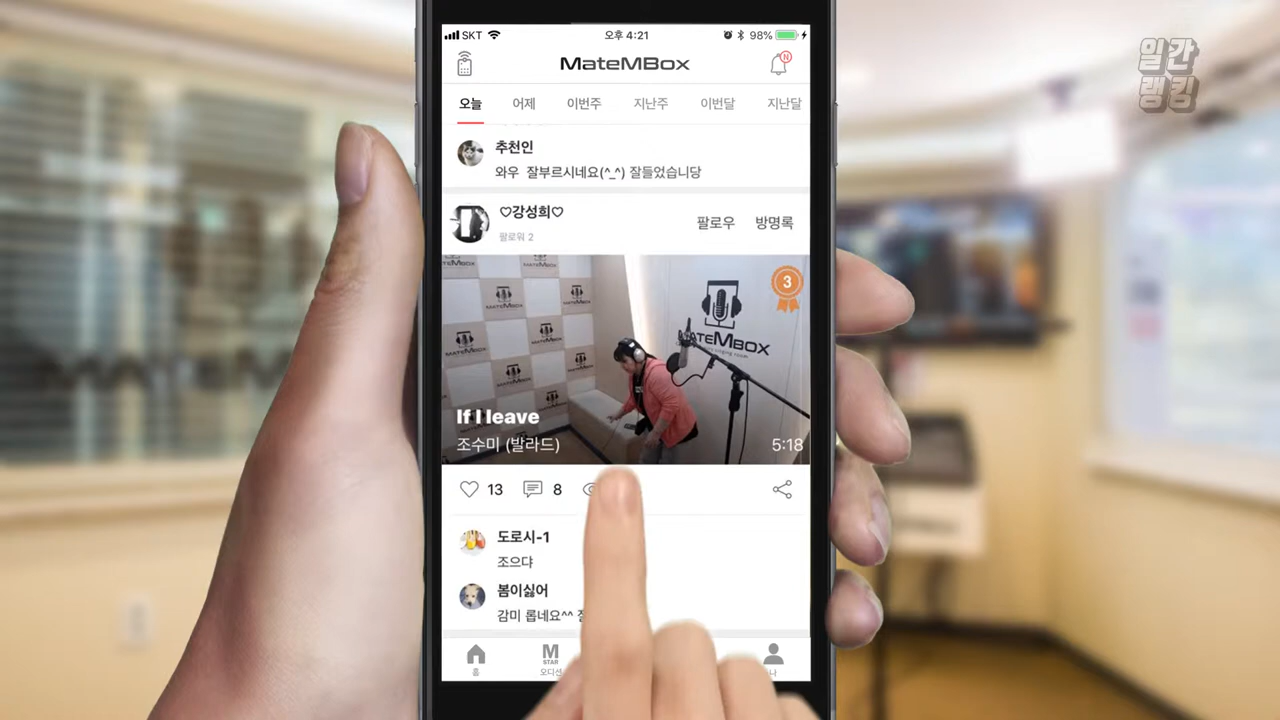 SKT 오후 4:21 98%
MateMBox N
오늘 어제 이번주 지난주 이번달 지난달
추천인
와우 잘부르시네요(^_^) 잘들었습니당
♡강성희♡ 팔로우 방명록
팔로워 2
3
MATEMBOX
If I leave
조수미 (발라드) 5:18
13 8
도로시-1
조으댜
봄이싫어
감미 롭네요^^
홈
M
STAR
나
일간
랭킹